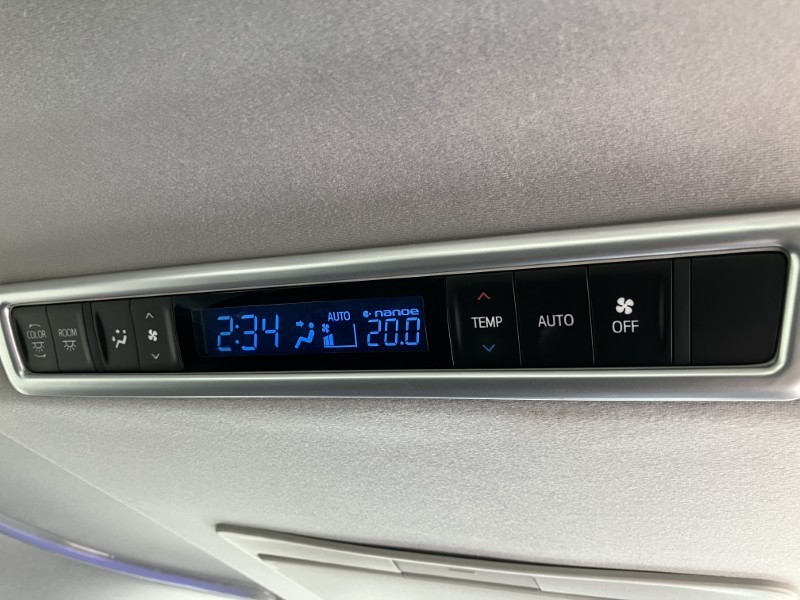 COLOR
ROOM
2:34
AUTO
nanoe
20.0
TEMP
AUTO
OFF